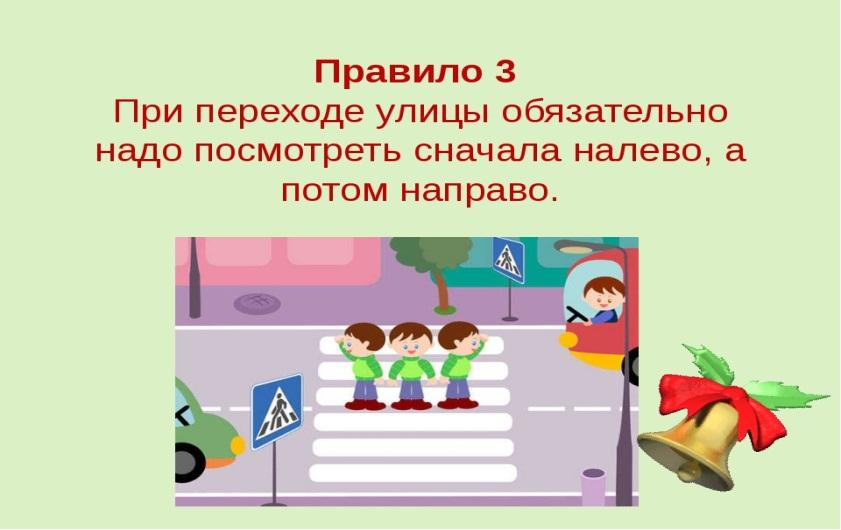 Правило 3
При переходе улицы обязательно
надо посмотреть сначала налево, а
потом направо.